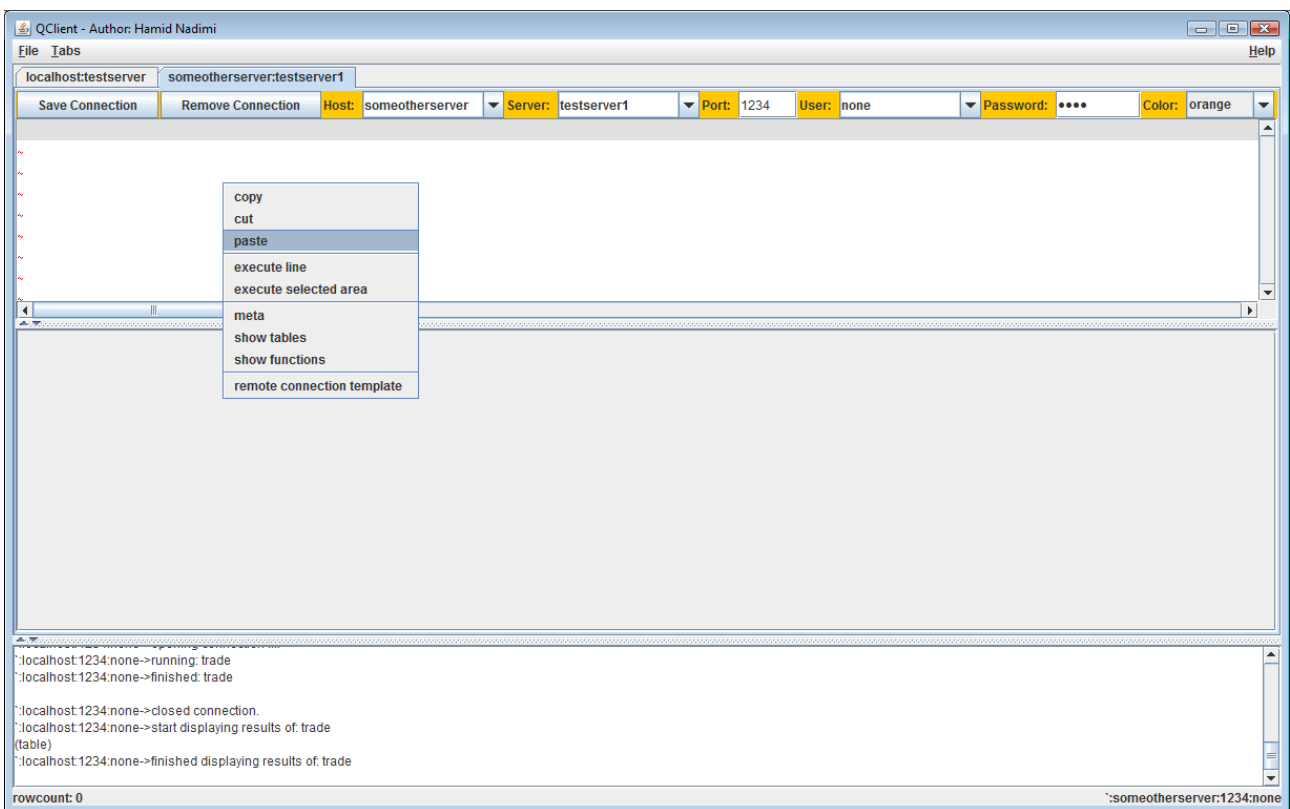 QClient - Author: Hamid Nadimi
File Tabs Help
localhost:testserver someotherserver:testserver1
Save Connection Remove Connection Host: someotherserver Server: testserver1 Port: 1234 User: none Password: •••• Color: orange
~
~
~
~
~
~
~
~
copy
cut
paste
execute line
execute selected area
meta
show tables
show functions
remote connection template
`:localhost:1234:none->running: trade
`:localhost:1234:none->finished: trade
`:localhost:1234:none->closed connection.
`:localhost:1234:none->start displaying results of: trade
(table)
`:localhost:1234:none->finished displaying results of: trade
rowcount: 0 `:someotherserver:1234:none